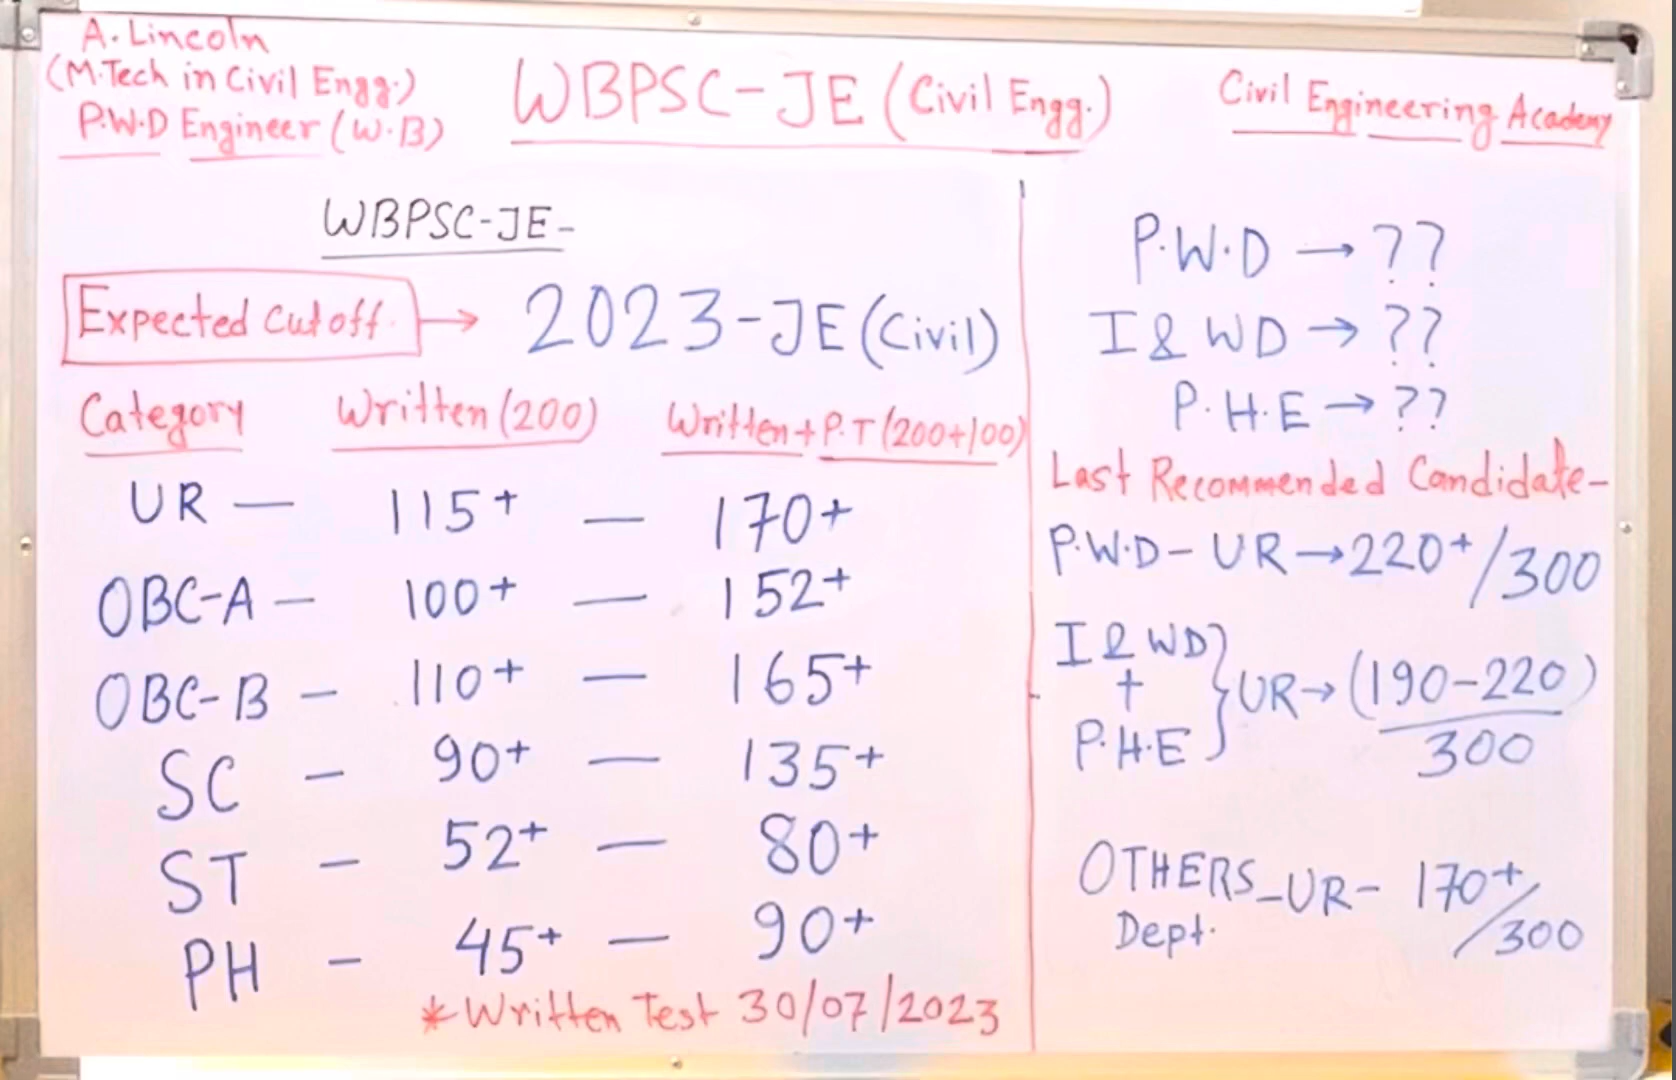 A. Lincoln
(M.Tech in Civil Engg.)
P.W.D Engineer (W.B)
WBPSC-JE (Civil Engg.)
Civil Engineering Academy
WBPSC-JE-
Expected Cutoff → 2023-JE (Civil)
Category Written (200) Written + P.T (200+100)
UR — 115+ — 170+
OBC-A — 100+ — 152+
OBC-B — 110+ — 165+
SC — 90+ — 135+
ST — 52+ — 80+
PH — 45+ — 90+
* Written Test 30/07/2023
P.W.D → ??
I & WD → ??
P.H.E → ??
Last Recommended Candidate-
P.W.D - UR → 220+/300
I & WD
+
P.H.E } UR → (190-220)
300
OTHERS - UR - 170+/300
Dept.